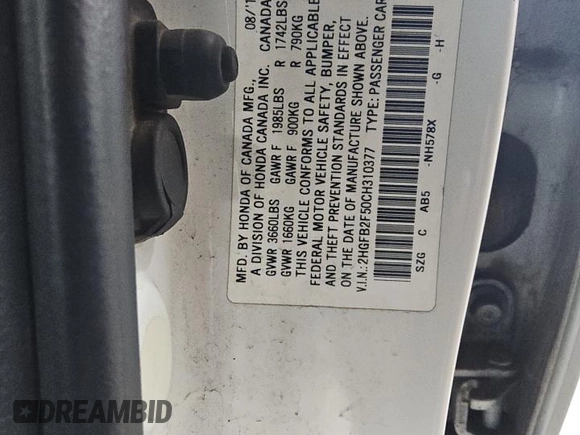 MFD. BY HONDA OF CANADA MFG., 08/1
A DIVISION OF HONDA CANADA INC. CANADA
GVWR 3660LBS GAWR F 1985LBS R 1742LBS
GVWR 1660KG GAWR F 900KG R 790KG
THIS VEHICLE CONFORMS TO ALL APPLICABLE
FEDERAL MOTOR VEHICLE SAFETY, BUMPER,
AND THEFT PREVENTION STANDARDS IN EFFECT
ON THE DATE OF MANUFACTURE SHOWN ABOVE.
V.I.N.: 2HGFB2F50CH310377 TYPE: PASSENGER CAR
SZG C AB5 -NH578X -G -H
DREAMBID